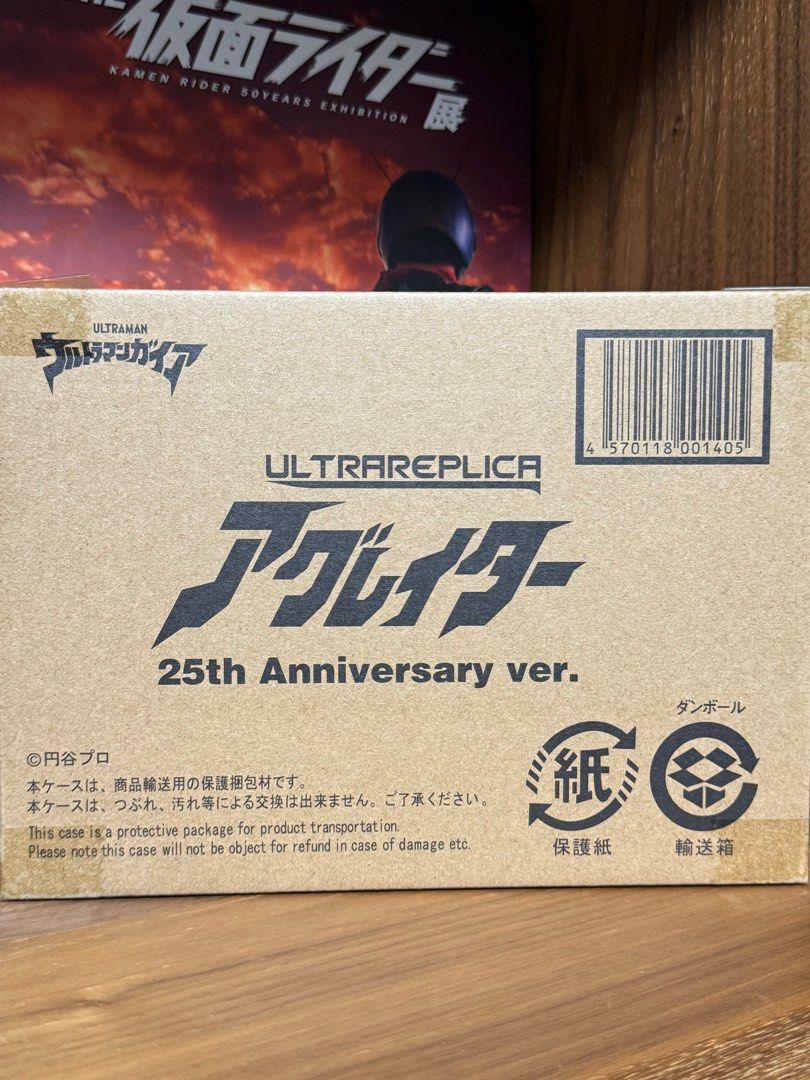 仮面ライダー展
KAMEN RIDER 50YEARS EXHIBITION
ULTRAMAN
ウルトラマンガイア
4 570118 001405
ULTRAREPLICA
アグレイター
25th Anniversary ver.
ダンボール
©円谷プロ
本ケースは、商品輸送用の保護梱包材です。
本ケースは、つぶれ、汚れ等による交換は出来ません。ご了承ください。
This case is a protective package for product transportation.
Please note this case will not be object for refund in case of damage etc.
紙
保護紙
輸送箱